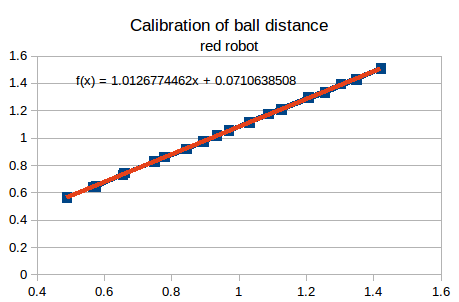 Calibration of ball distance
red robot
1.6
f(x) = 1.0126774462x + 0.0710638508
1.4
1.2
1
0.8
0.6
0.4
0.2
0
0.4 0.6 0.8 1 1.2 1.4 1.6